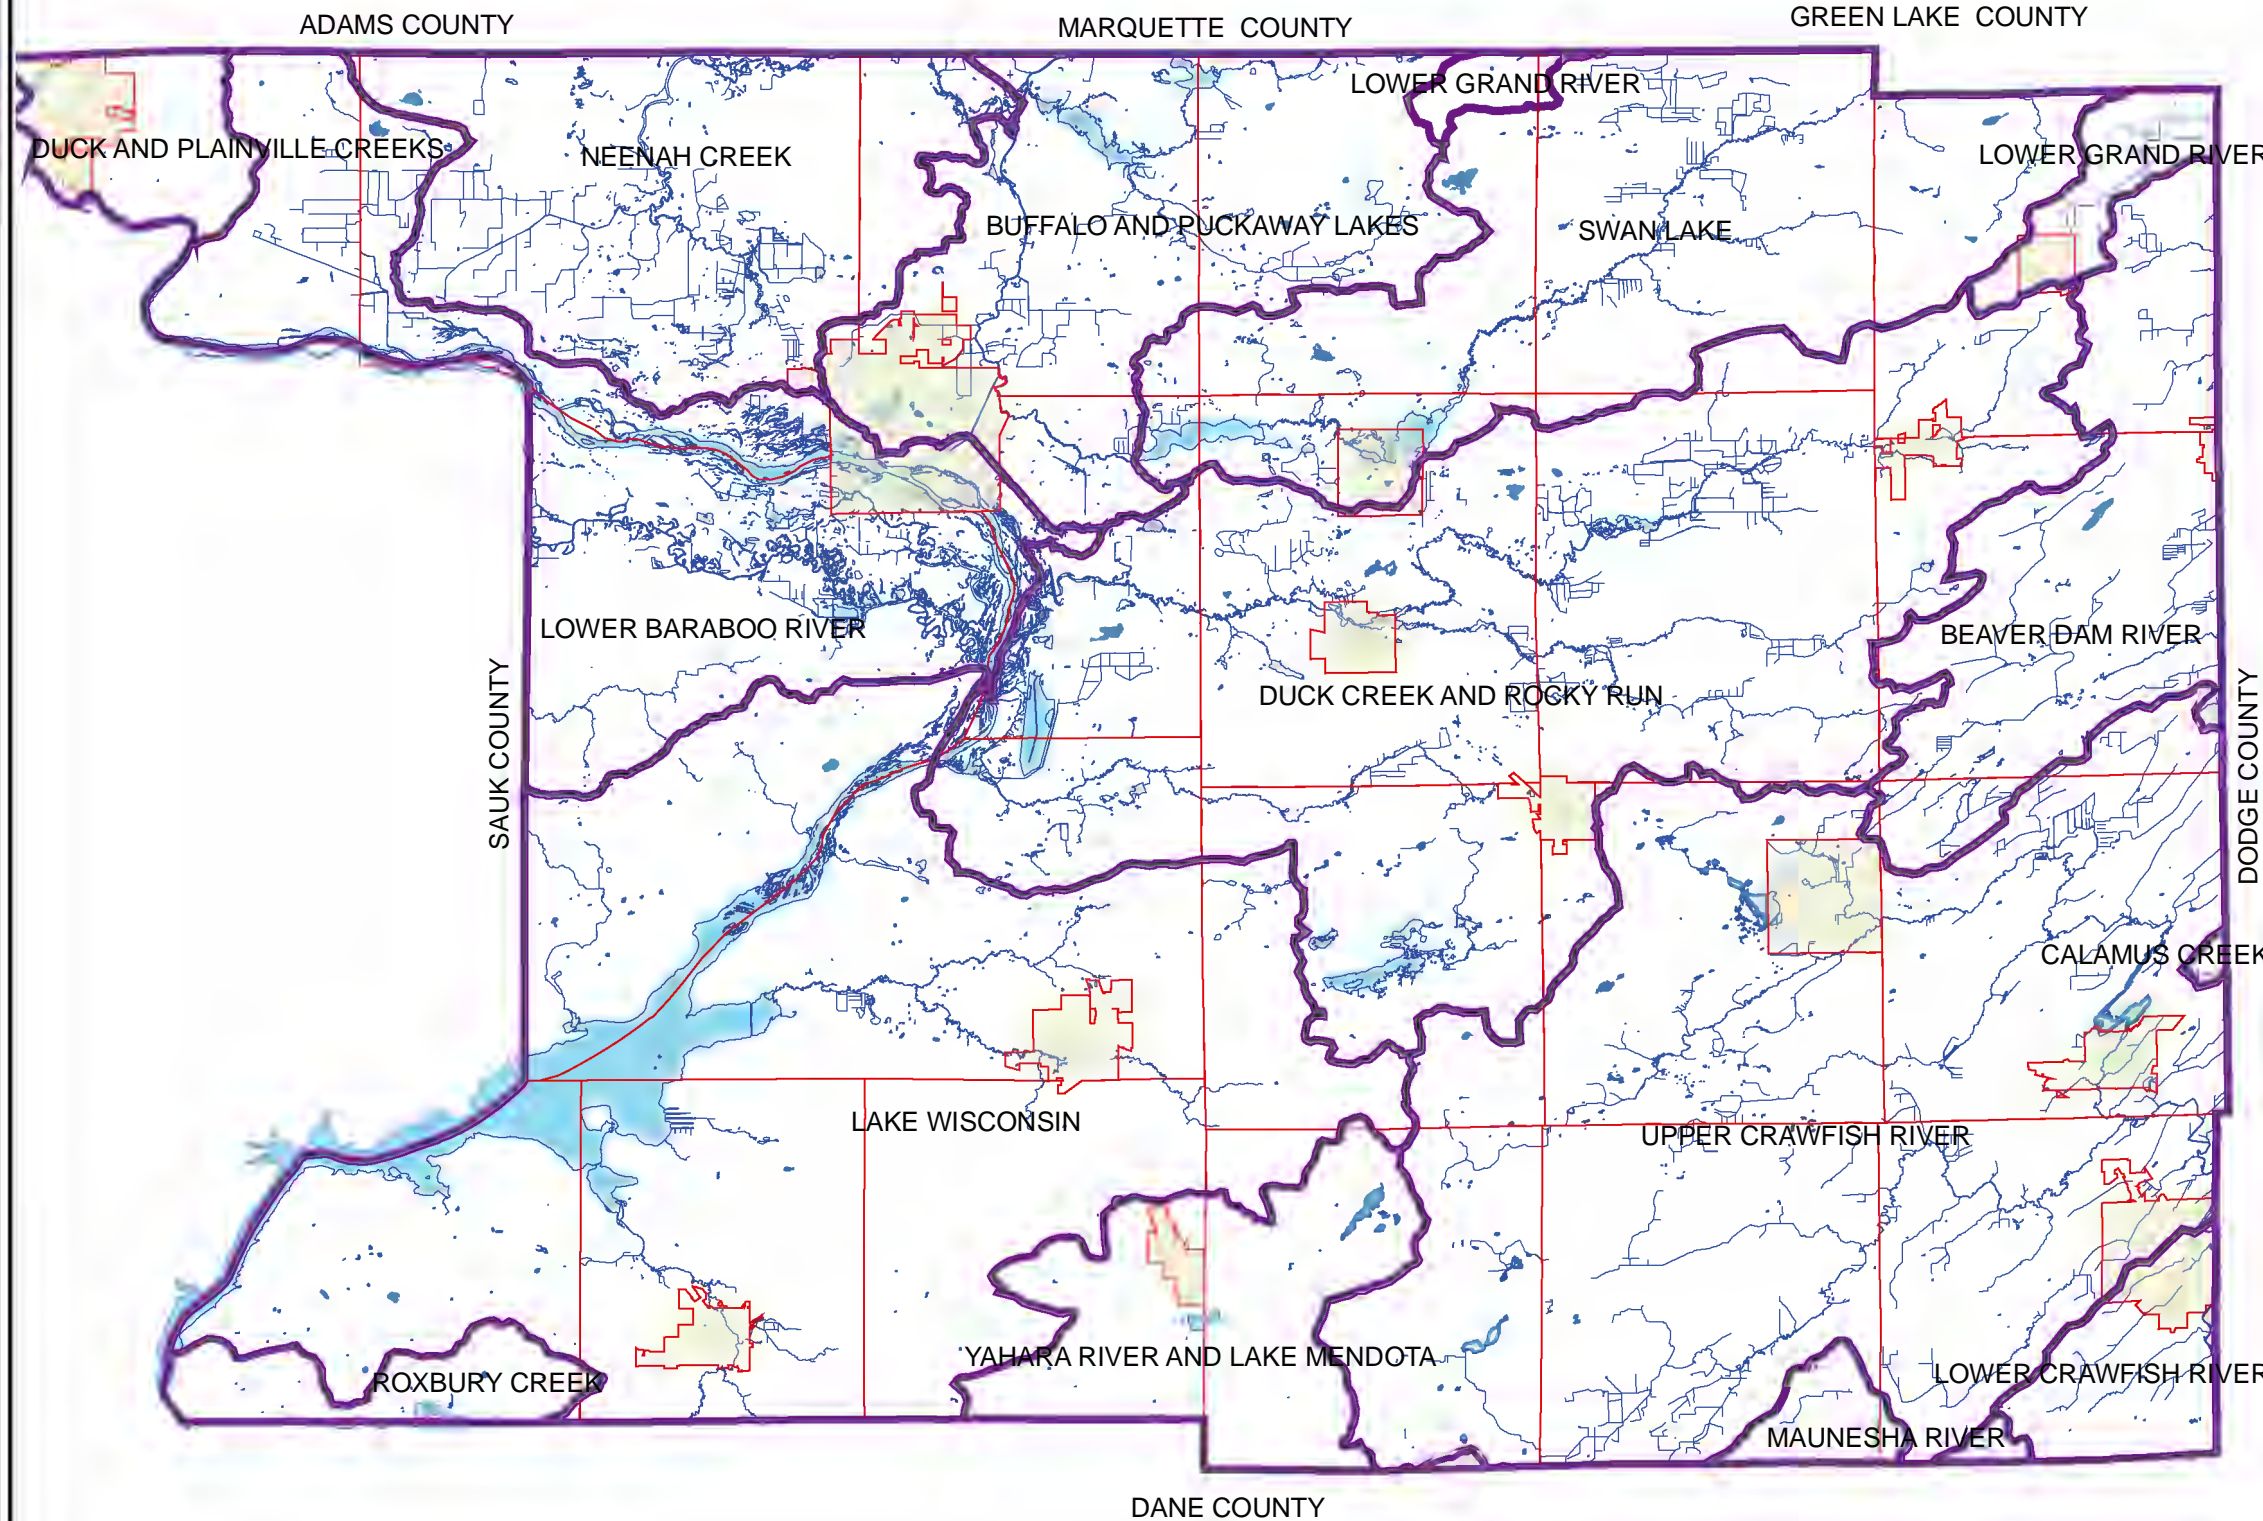 ADAMS COUNTY
MARQUETTE COUNTY
GREEN LAKE COUNTY
LOWER GRAND RIVER
DUCK AND PLAINVILLE CREEKS
NEENAH CREEK
LOWER GRAND RIVER
BUFFALO AND PUCKAWAY LAKES
SWAN LAKE
LOWER BARABOO RIVER
BEAVER DAM RIVER
SAUK COUNTY
DUCK CREEK AND ROCKY RUN
DODGE COUNTY
CALAMUS CREEK
LAKE WISCONSIN
UPPER CRAWFISH RIVER
YAHARA RIVER AND LAKE MENDOTA
ROXBURY CREEK
LOWER CRAWFISH RIVER
MAUNESHA RIVER
DANE COUNTY